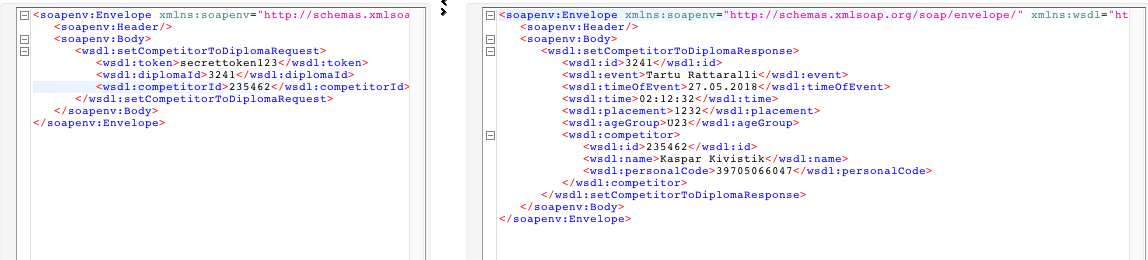 <soapenv:Envelope xmlns:soapenv="http://schemas.xmlsoa
<soapenv:Header/>
<soapenv:Body>
<wsdl:setCompetitorToDiplomaRequest>
<wsdl:token>secrettoken123</wsdl:token>
<wsdl:diplomaId>3241</wsdl:diplomaId>
<wsdl:competitorId>235462</wsdl:competitorId>
</wsdl:setCompetitorToDiplomaRequest>
</soapenv:Body>
</soapenv:Envelope>
<soapenv:Envelope xmlns:soapenv="http://schemas.xmlsoap.org/soap/envelope/" xmlns:wsdl="ht
<soapenv:Header/>
<soapenv:Body>
<wsdl:setCompetitorToDiplomaResponse>
<wsdl:id>3241</wsdl:id>
<wsdl:event>Tartu Rattaralli</wsdl:event>
<wsdl:timeOfEvent>27.05.2018</wsdl:timeOfEvent>
<wsdl:time>02:12:32</wsdl:time>
<wsdl:placement>1232</wsdl:placement>
<wsdl:ageGroup>U23</wsdl:ageGroup>
<wsdl:competitor>
<wsdl:id>235462</wsdl:id>
<wsdl:name>Kaspar Kivistik</wsdl:name>
<wsdl:personalCode>39705066047</wsdl:personalCode>
</wsdl:competitor>
</wsdl:setCompetitorToDiplomaResponse>
</soapenv:Body>
</soapenv:Envelope>